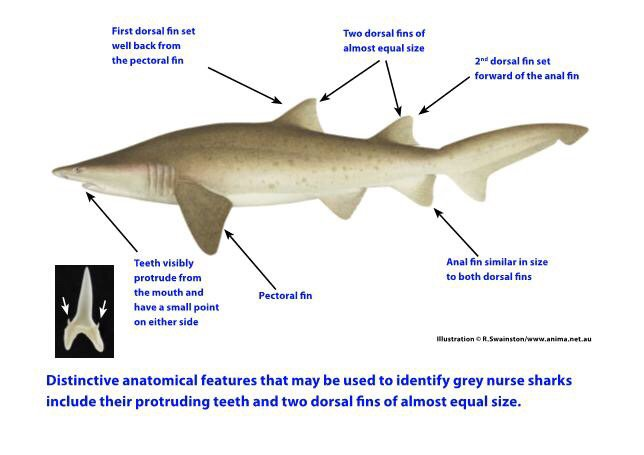 First dorsal fin set
well back from
the pectoral fin
Two dorsal fins of
almost equal size
2nd dorsal fin set
forward of the anal fin
Teeth visibly
protrude from
the mouth and
have a small point
on either side
Pectoral fin
Anal fin similar in size
to both dorsal fins
Illustration © R.Swainston/www.anima.net.au
Distinctive anatomical features that may be used to identify grey nurse sharks
include their protruding teeth and two dorsal fins of almost equal size.